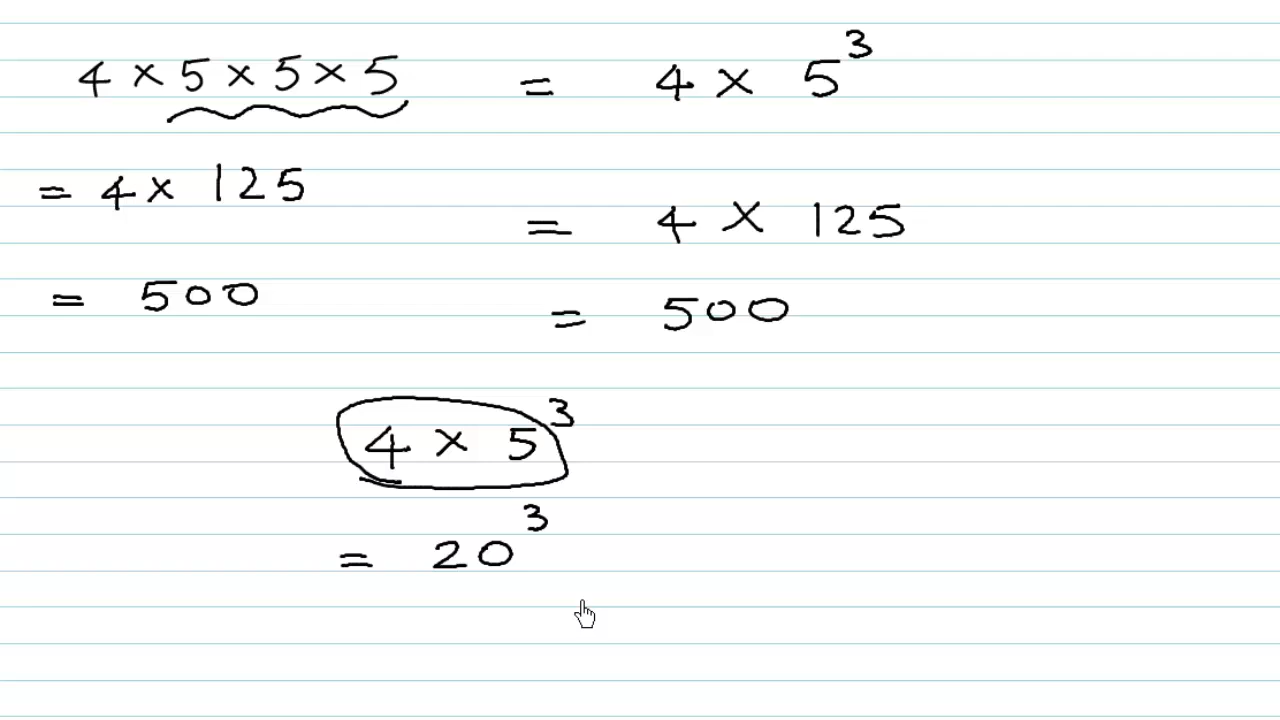 4 × 5 × 5 × 5 = 4 × 5³
= 4 × 125
= 4 × 125
= 500
= 500
4 × 5³
= 20³